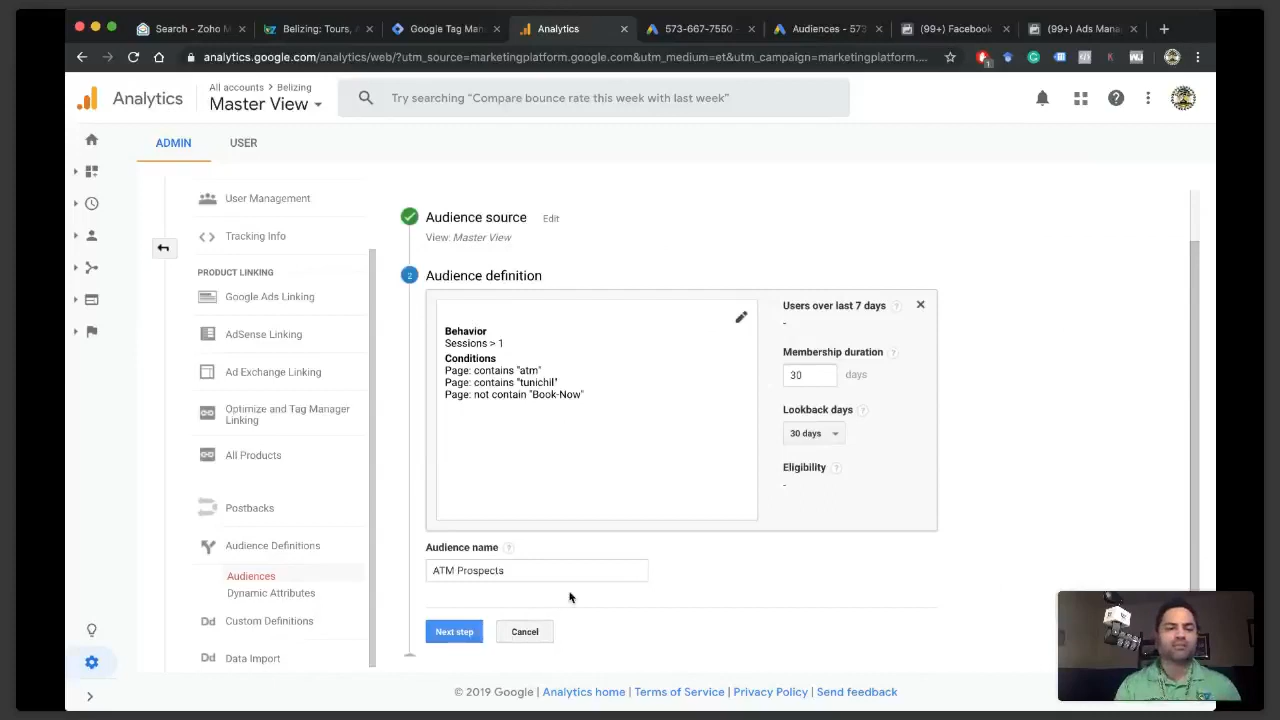 Search - Zoho M
Belizing: Tours, A
Google Tag Man
Analytics
573-667-7550 -
Audiences - 573
(99+) Facebook
(99+) Ads Mana
analytics.google.com/analytics/web/?utm_source=marketingplatform.google.com&utm_medium=et&utm_campaign=marketingplatform....
Analytics
All accounts > Belizing
Master View
Try searching “Compare bounce rate this week with last week”
ADMIN
USER
User Management
Tracking Info
PRODUCT LINKING
Google Ads Linking
AdSense Linking
Ad Exchange Linking
Optimize and Tag Manager
Linking
All Products
Postbacks
Audience Definitions
Audiences
Dynamic Attributes
Dd Custom Definitions
Dd Data Import
Audience source
Edit
View: Master View
2
Audience definition
Behavior
Sessions > 1
Conditions
Page: contains "atm"
Page: contains "tunichil"
Page: not contain "Book-Now"
Users over last 7 days ?
-
Membership duration ?
30 days
Lookback days ?
30 days
Eligibility ?
-
Audience name ?
ATM Prospects
Next step
Cancel
© 2019 Google | Analytics home | Terms of Service | Privacy Policy | Send feedback